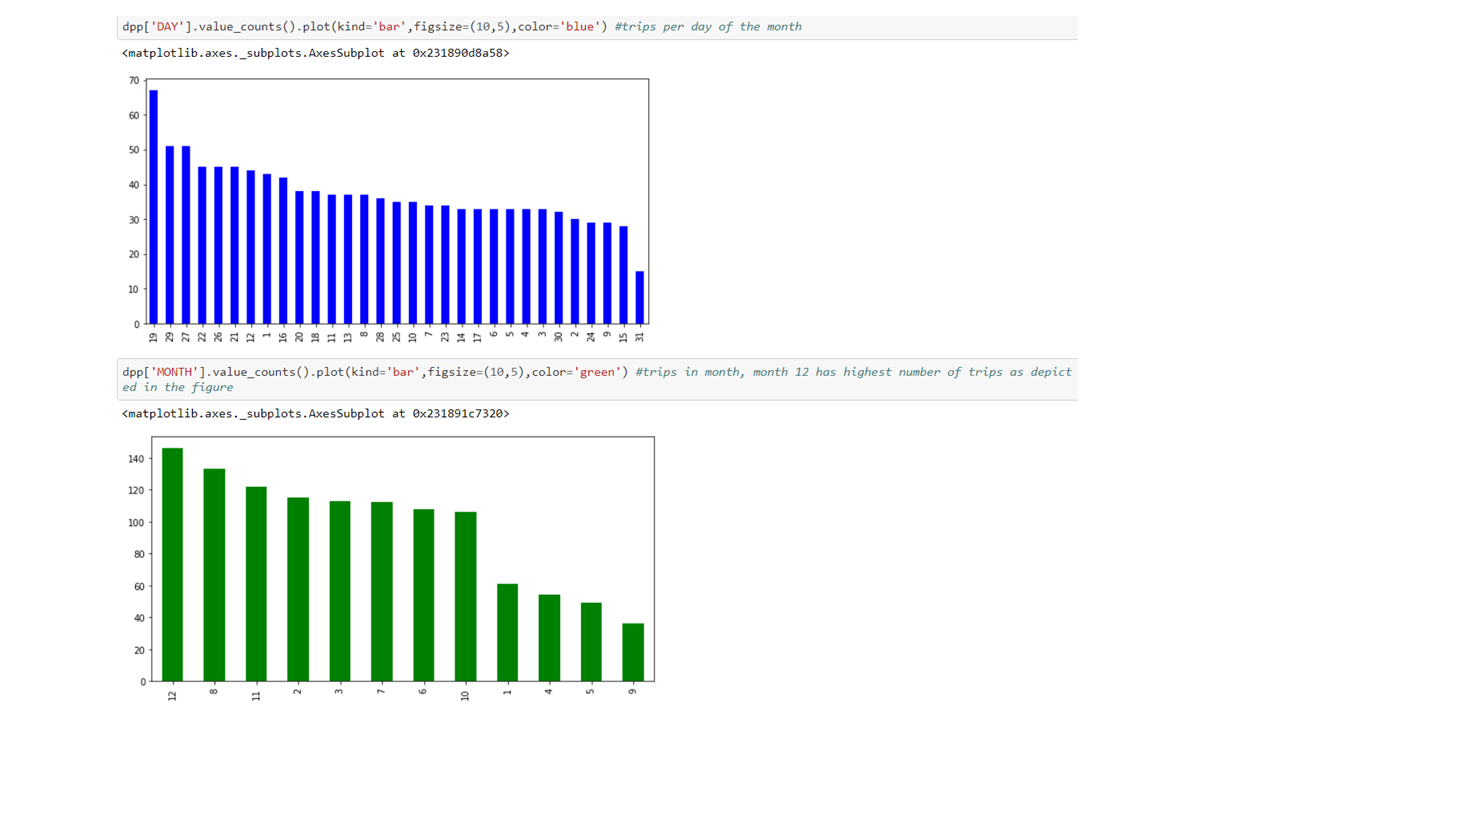 dpp['DAY'].value_counts().plot(kind='bar',figsize=(10,5),color='blue') #trips per day of the month
<matplotlib.axes._subplots.AxesSubplot at 0x231890d8a58>
70
60
50
40
30
20
10
0
19 29 27 22 26 21 12 1 16 20 18 11 13 8 28 25 10 7 23 14 17 6 5 4 3 30 2 24 9 15 31
dpp['MONTH'].value_counts().plot(kind='bar',figsize=(10,5),color='green') #trips in month, month 12 has highest number of trips as depict
ed in the figure
<matplotlib.axes._subplots.AxesSubplot at 0x231891c7320>
140
120
100
80
60
40
20
0
12 8 11 2 3 7 6 10 1 4 5 9